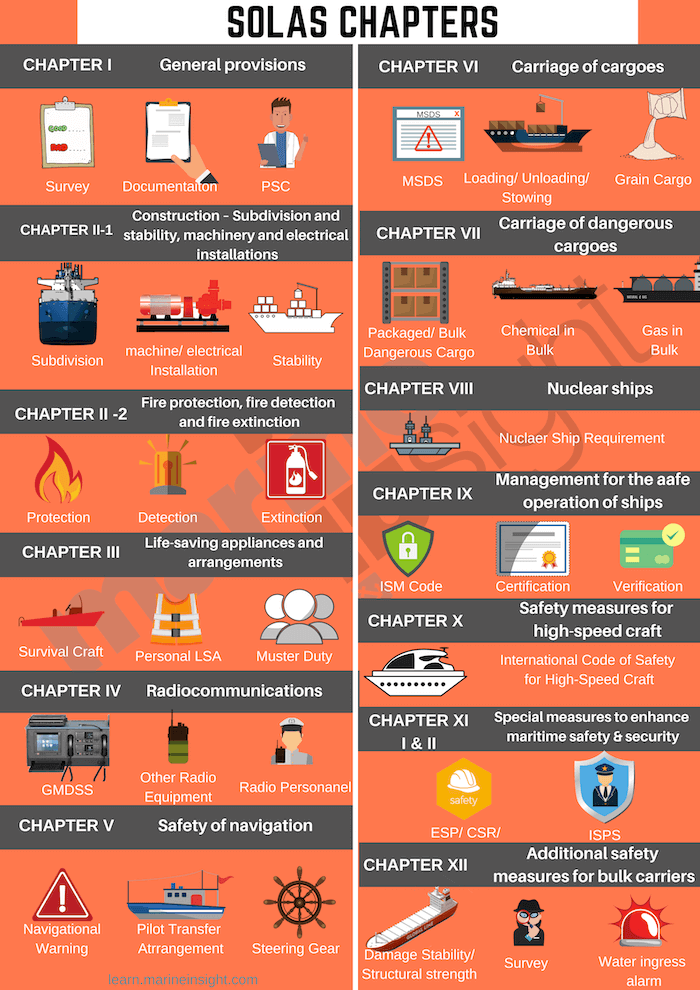 SOLAS CHAPTERS
CHAPTER I
General provisions
Survey
Documentaiton
PSC
CHAPTER II-1
Construction – Subdivision and
stability, machinery and electrical
installations
Subdivision
machine/ electrical
Installation
Stability
CHAPTER II -2
Fire protection, fire detection
and fire extinction
Protection
Detection
Extinction
CHAPTER III
Life-saving appliances and
arrangements
Survival Craft
Personal LSA
Muster Duty
CHAPTER IV
Radiocommunications
GMDSS
Other Radio
Equipment
Radio Personanel
CHAPTER V
Safety of navigation
Navigational
Warning
Pilot Transfer
Atrrangement
Steering Gear
learn.marineinsight.com
CHAPTER VI
Carriage of cargoes
MSDS X
MSDS
Loading/ Unloading/
Stowing
Grain Cargo
CHAPTER VII
Carriage of dangerous
cargoes
Packaged/ Bulk
Dangerous Cargo
Chemical in
Bulk
Gas in
Bulk
CHAPTER VIII
Nuclear ships
Nuclaer Ship Requirement
CHAPTER IX
Management for the aafe
operation of ships
ISM Code
Certification
Verification
CHAPTER X
Safety measures for
high-speed craft
International Code of Safety
for High-Speed Craft
CHAPTER XI
I & II
Special measures to enhance
maritime safety & security
safety
ESP/ CSR/
ISPS
CHAPTER XII
Additional safety
measures for bulk carriers
Damage Stability/
Structural strength
Survey
Water ingress
alarm
marine
insight